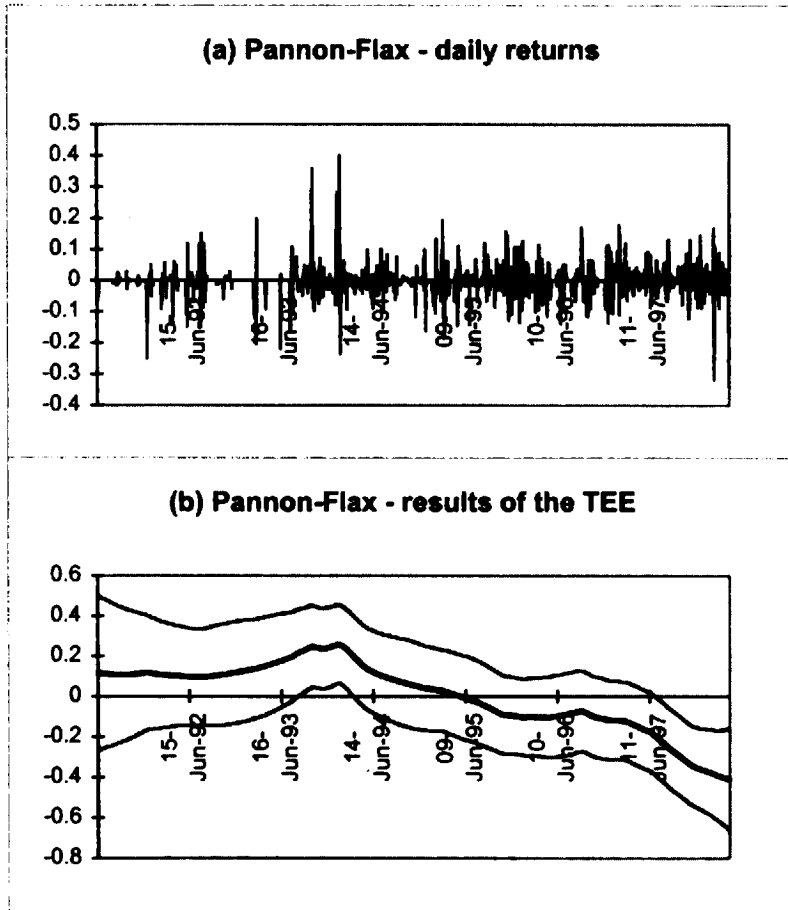 (a) Pannon-Flax - daily returns
0.5
0.4
0.3
0.2
0.1
0
-0.1
-0.2
-0.3
-0.4
15-
Jun-92
16-
Jun-93
14-
Jun-94
09-
Jun-95
10-
Jun-96
11-
Jun-97
(b) Pannon-Flax - results of the TEE
0.6
0.4
0.2
0
-0.2
-0.4
-0.6
-0.8
15-
Jun-92
16-
Jun-93
14-
Jun-94
09-
Jun-95
10-
Jun-96
11-
Jun-97